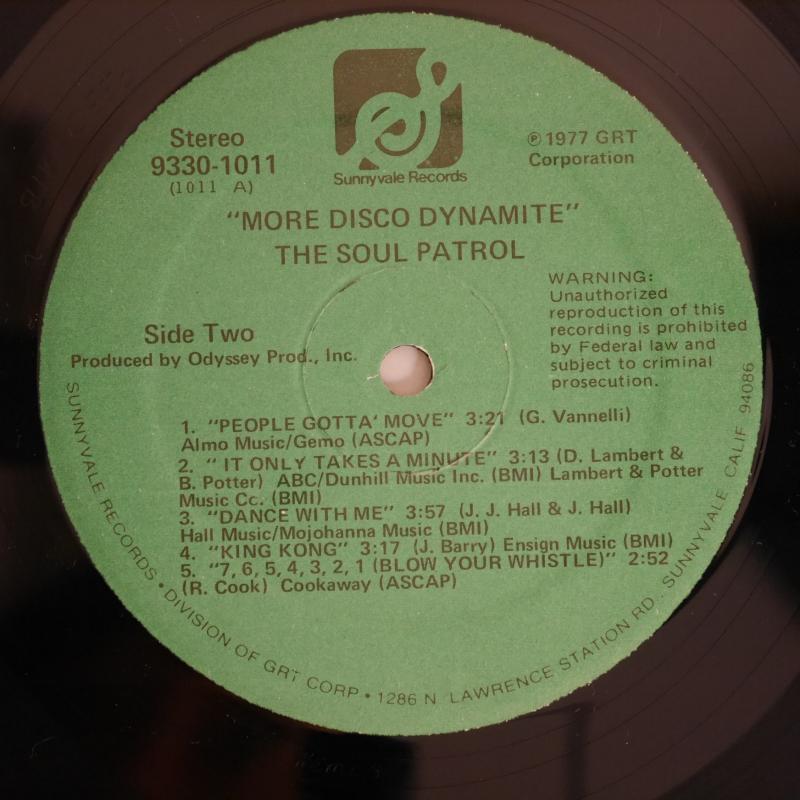 Stereo
9330-1011
(1011 A)
Sunnyvale Records
℗ 1977 GRT
Corporation
"MORE DISCO DYNAMITE"
THE SOUL PATROL
WARNING:
Unauthorized
reproduction of this
recording is prohibited
by Federal law and
subject to criminal
prosecution.
Side Two
Produced by Odyssey Prod., Inc.
1. "PEOPLE GOTTA' MOVE" 3:21 (G. Vannelli)
Almo Music/Gemo (ASCAP)
2. " IT ONLY TAKES A MINUTE" 3:13 (D. Lambert &
B. Potter) ABC/Dunhill Music Inc. (BMI) Lambert & Potter
Music Cc. (BMI)
3. "DANCE WITH ME" 3:57 (J. J. Hall & J. Hall)
Hall Music/Mojohanna Music (BMI)
4. "KING KONG" 3:17 (J. Barry) Ensign Music (BMI)
5. "7, 6, 5, 4, 3, 2, 1 (BLOW YOUR WHISTLE)" 2:52
(R. Cook) Cookaway (ASCAP)
SUNNYVALE RECORDS • DIVISION OF GRT CORP • 1286 N. LAWRENCE STATION RD. SUNNYVALE CALIF 94086